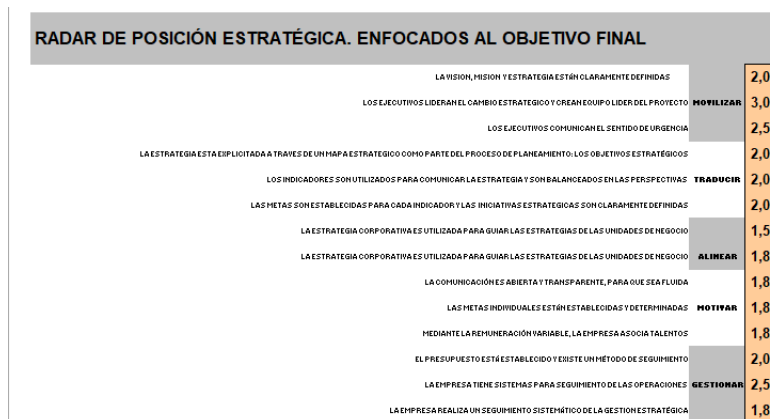 RADAR DE POSICIÓN ESTRATÉGICA. ENFOCADOS AL OBJETIVO FINAL
LA VISION, MISION Y ESTRATEGIA ESTÁN CLARAMENTE DEFINIDAS 2,0
LOS EJECUTIVOS LIDERAN EL CAMBIO ESTRATEGICO Y CREAN EQUIPO LIDER DEL PROYECTO MOVILIZAR 3,0
LOS EJECUTIVOS COMUNICAN EL SENTIDO DE URGENCIA 2,5
LA ESTRATEGIA ESTA EXPLICITADA A TRAVES DE UN MAPA ESTRATEGICO COMO PARTE DEL PROCESO DE PLANEAMIENTO: LOS OBJETIVOS ESTRATÉGICOS 2,0
LOS INDICADORES SON UTILIZADOS PARA COMUNICAR LA ESTRATEGIA Y SON BALANCEADOS EN LAS PERSPECTIVAS TRADUCIR 2,0
LAS METAS SON ESTABLECIDAS PARA CADA INDICADOR Y LAS INICIATIVAS ESTRATEGICAS SON CLARAMENTE DEFINIDAS 2,0
LA ESTRATEGIA CORPORATIVA ES UTILIZADA PARA GUIAR LAS ESTRATEGIAS DE LAS UNIDADES DE NEGOCIO 1,5
LA ESTRATEGIA CORPORATIVA ES UTILIZADA PARA GUIAR LAS ESTRATEGIAS DE LAS UNIDADES DE NEGOCIO ALINEAR 1,8
LA COMUNICACIÓN ES ABIERTA Y TRANSPARENTE, PARA QUE SEA FLUIDA 1,8
LAS METAS INDIVIDUALES ESTÁN ESTABLECIDAS Y DETERMINADAS MOTIVAR 1,8
MEDIANTE LA REMUNERACIÓN VARIABLE, LA EMPRESA ASOCIA TALENTOS 1,8
EL PRESUPUESTO ESTÁ ESTABLECIDO Y EXISTE UN MÉTODO DE SEGUIMIENTO 2,0
LA EMPRESA TIENE SISTEMAS PARA SEGUIMIENTO DE LAS OPERACIONES GESTIONAR 2,5
LA EMPRESA REALIZA UN SEGUIMIENTO SISTEMÁTICO DE LA GESTION ESTRATÉGICA 1,8